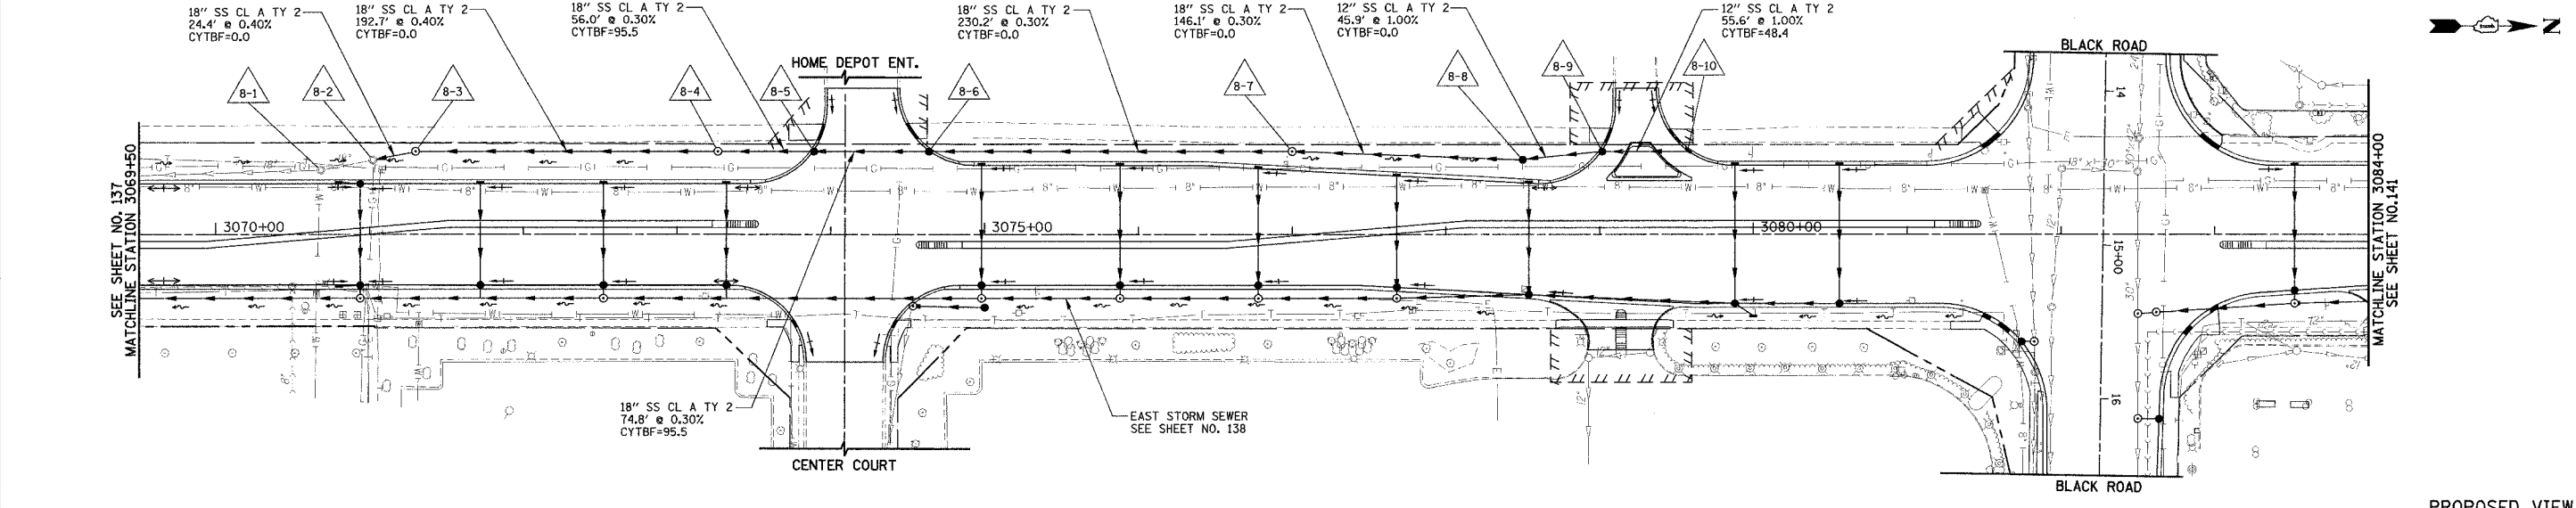 18" SS CL A TY 2
24.4' @ 0.40%
CYTBF=0.0
18" SS CL A TY 2
192.7' @ 0.40%
CYTBF=0.0
18" SS CL A TY 2
56.0' @ 0.30%
CYTBF=95.5
18" SS CL A TY 2
230.2' @ 0.30%
CYTBF=0.0
18" SS CL A TY 2
146.1' @ 0.30%
CYTBF=0.0
12" SS CL A TY 2
45.9' @ 1.00%
CYTBF=0.0
12" SS CL A TY 2
55.6' @ 1.00%
CYTBF=48.4
N
BLACK ROAD
HOME DEPOT ENT.
8-1
8-2
8-3
8-4
8-5
8-6
8-7
8-8
8-9
8-10
14
15+00
16
SEE SHEET NO. 137
MATCHLINE STATION 3069+50
3070+00
3075+00
3080+00
MATCHLINE STATION 3084+00
SEE SHEET NO.141
18" SS CL A TY 2
74.8' @ 0.30%
CYTBF=95.5
EAST STORM SEWER
SEE SHEET NO. 138
CENTER COURT
BLACK ROAD
PROPOSED VIEW